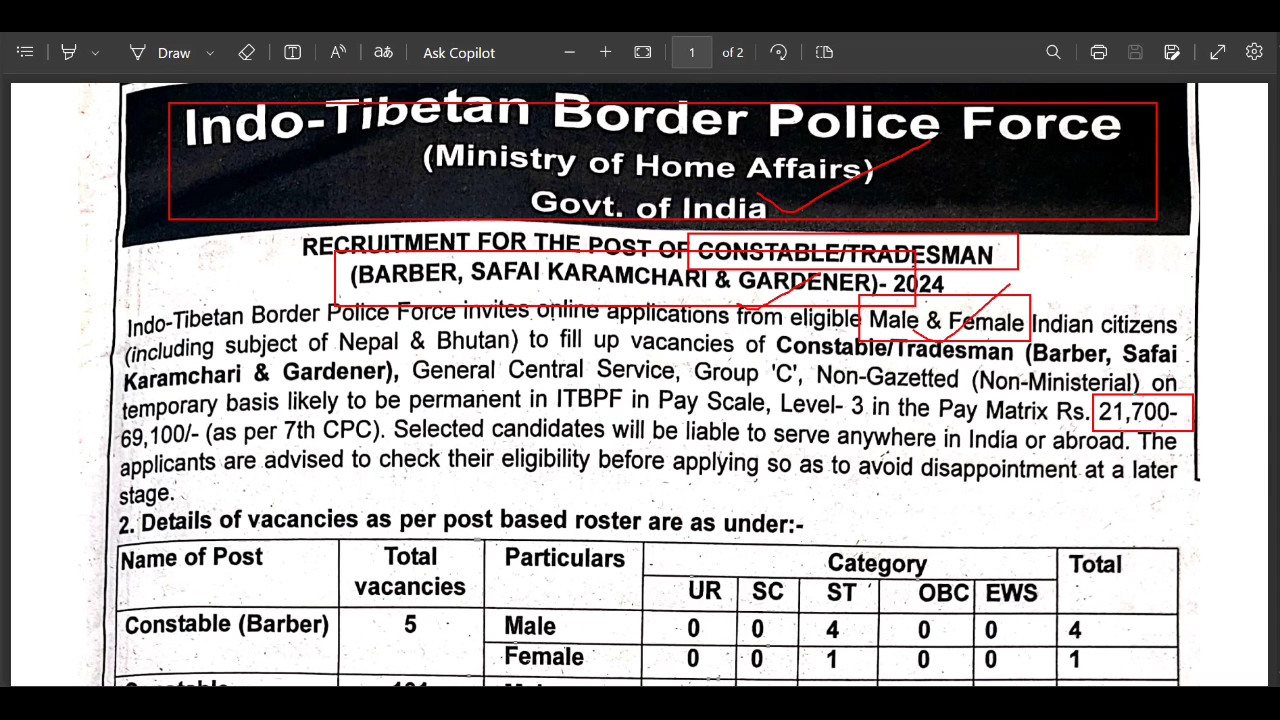 Draw
Ask Copilot
1 of 2
Indo-Tibetan Border Police Force
(Ministry of Home Affairs)
Govt. of India
RECRUITMENT FOR THE POST OF CONSTABLE/TRADESMAN
(BARBER, SAFAI KARAMCHARI & GARDENER)- 2024
Indo-Tibetan Border Police Force invites online applications from eligible Male & Female Indian citizens
(including subject of Nepal & Bhutan) to fill up vacancies of Constable/Tradesman (Barber, Safai
Karamchari & Gardener), General Central Service, Group 'C', Non-Gazetted (Non-Ministerial) on
temporary basis likely to be permanent in ITBPF in Pay Scale, Level- 3 in the Pay Matrix Rs. 21,700-
69,100/- (as per 7th CPC). Selected candidates will be liable to serve anywhere in India or abroad. The
applicants are advised to check their eligibility before applying so as to avoid disappointment at a later
stage.
2. Details of vacancies as per post based roster are as under:-
Name of Post Total vacancies Particulars Category Total
UR SC ST OBC EWS
Constable (Barber) 5 Male 0 0 4 0 0 4
Female 0 0 1 0 0 1